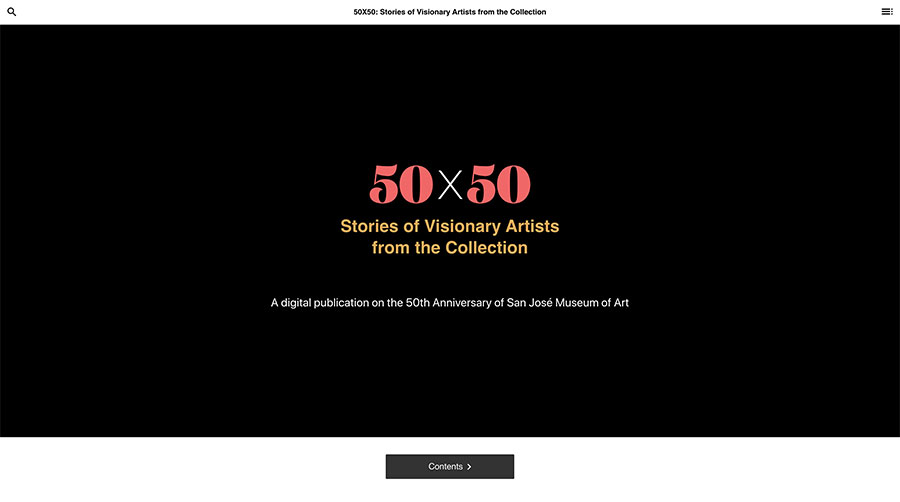 50X50: Stories of Visionary Artists from the Collection
50X50
Stories of Visionary Artists
from the Collection
A digital publication on the 50th Anniversary of San José Museum of Art
Contents